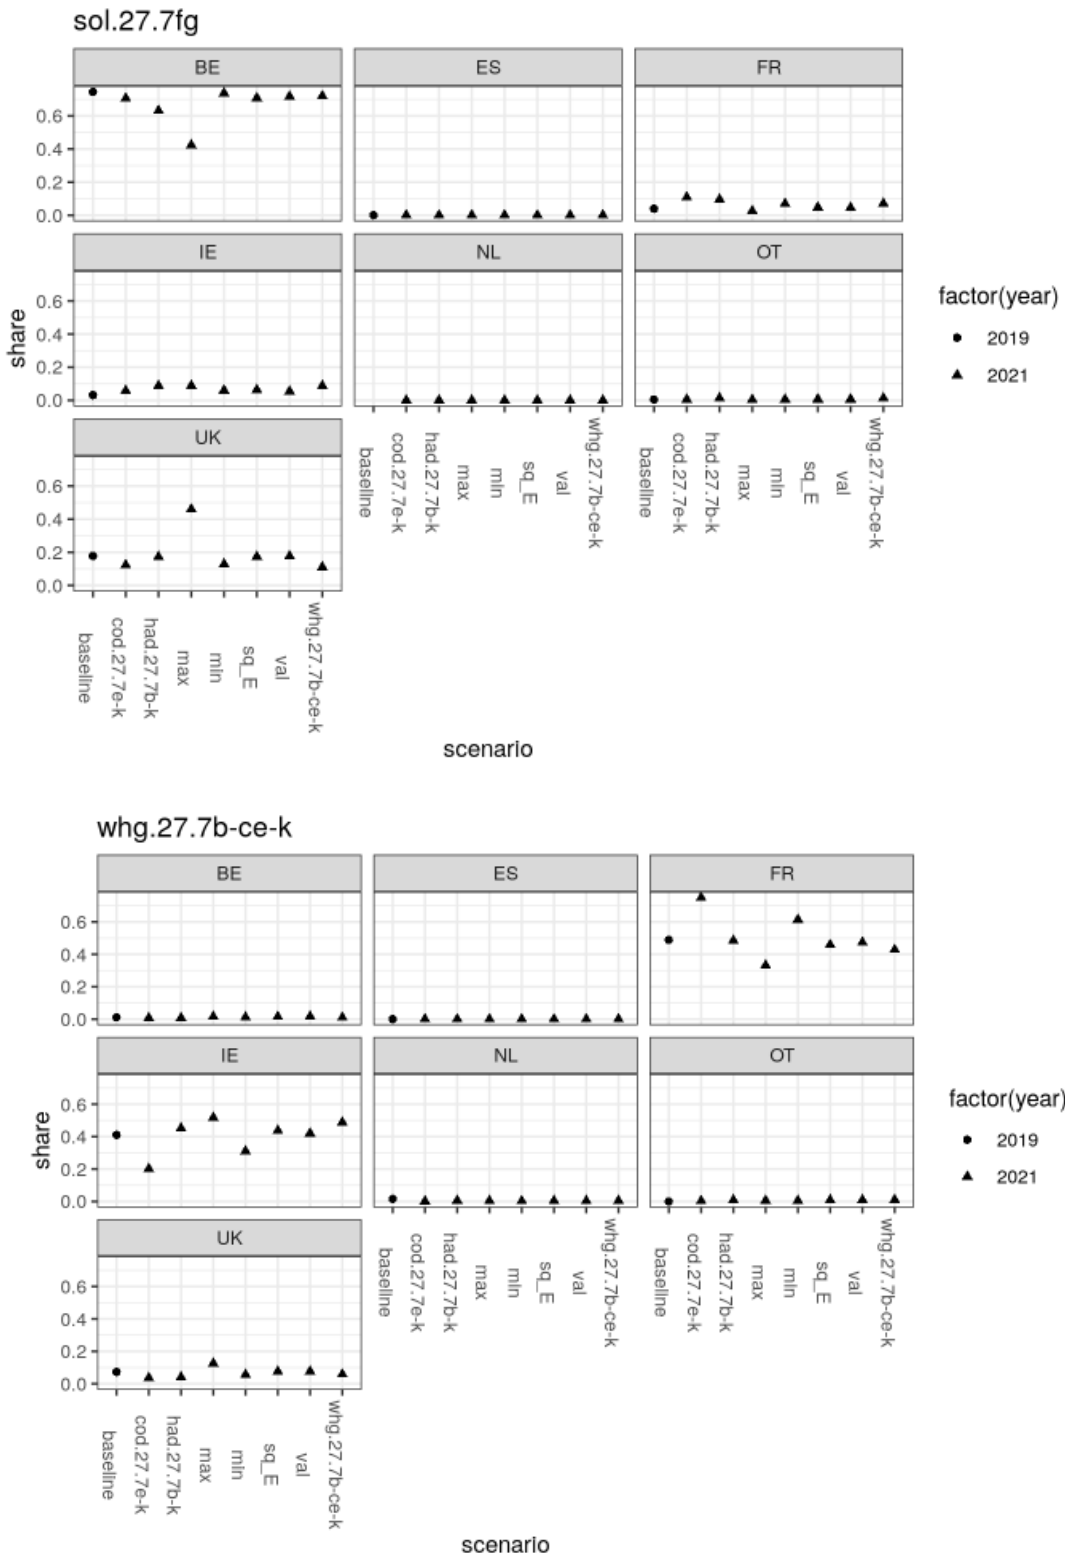 sol.27.7fg
BE ES FR
0.6
0.4
0.2
0.0
IE NL OT
0.6
0.4
0.2
0.0
share
UK
0.6
0.4
0.2
0.0
baseline
cod.27.7e-k
had.27.7b-k
max
min
sq_E
val
whg.27.7b-ce-k
baseline
cod.27.7e-k
had.27.7b-k
max
min
sq_E
val
whg.27.7b-ce-k
baseline
cod.27.7e-k
had.27.7b-k
max
min
sq_E
val
whg.27.7b-ce-k
scenario
factor(year)
2019
2021
whg.27.7b-ce-k
BE ES FR
0.6
0.4
0.2
0.0
IE NL OT
0.6
0.4
0.2
0.0
share
UK
0.6
0.4
0.2
0.0
baseline
cod.27.7e-k
had.27.7b-k
max
min
sq_E
val
whg.27.7b-ce-k
baseline
cod.27.7e-k
had.27.7b-k
max
min
sq_E
val
whg.27.7b-ce-k
baseline
cod.27.7e-k
had.27.7b-k
max
min
sq_E
val
whg.27.7b-ce-k
scenario
factor(year)
2019
2021